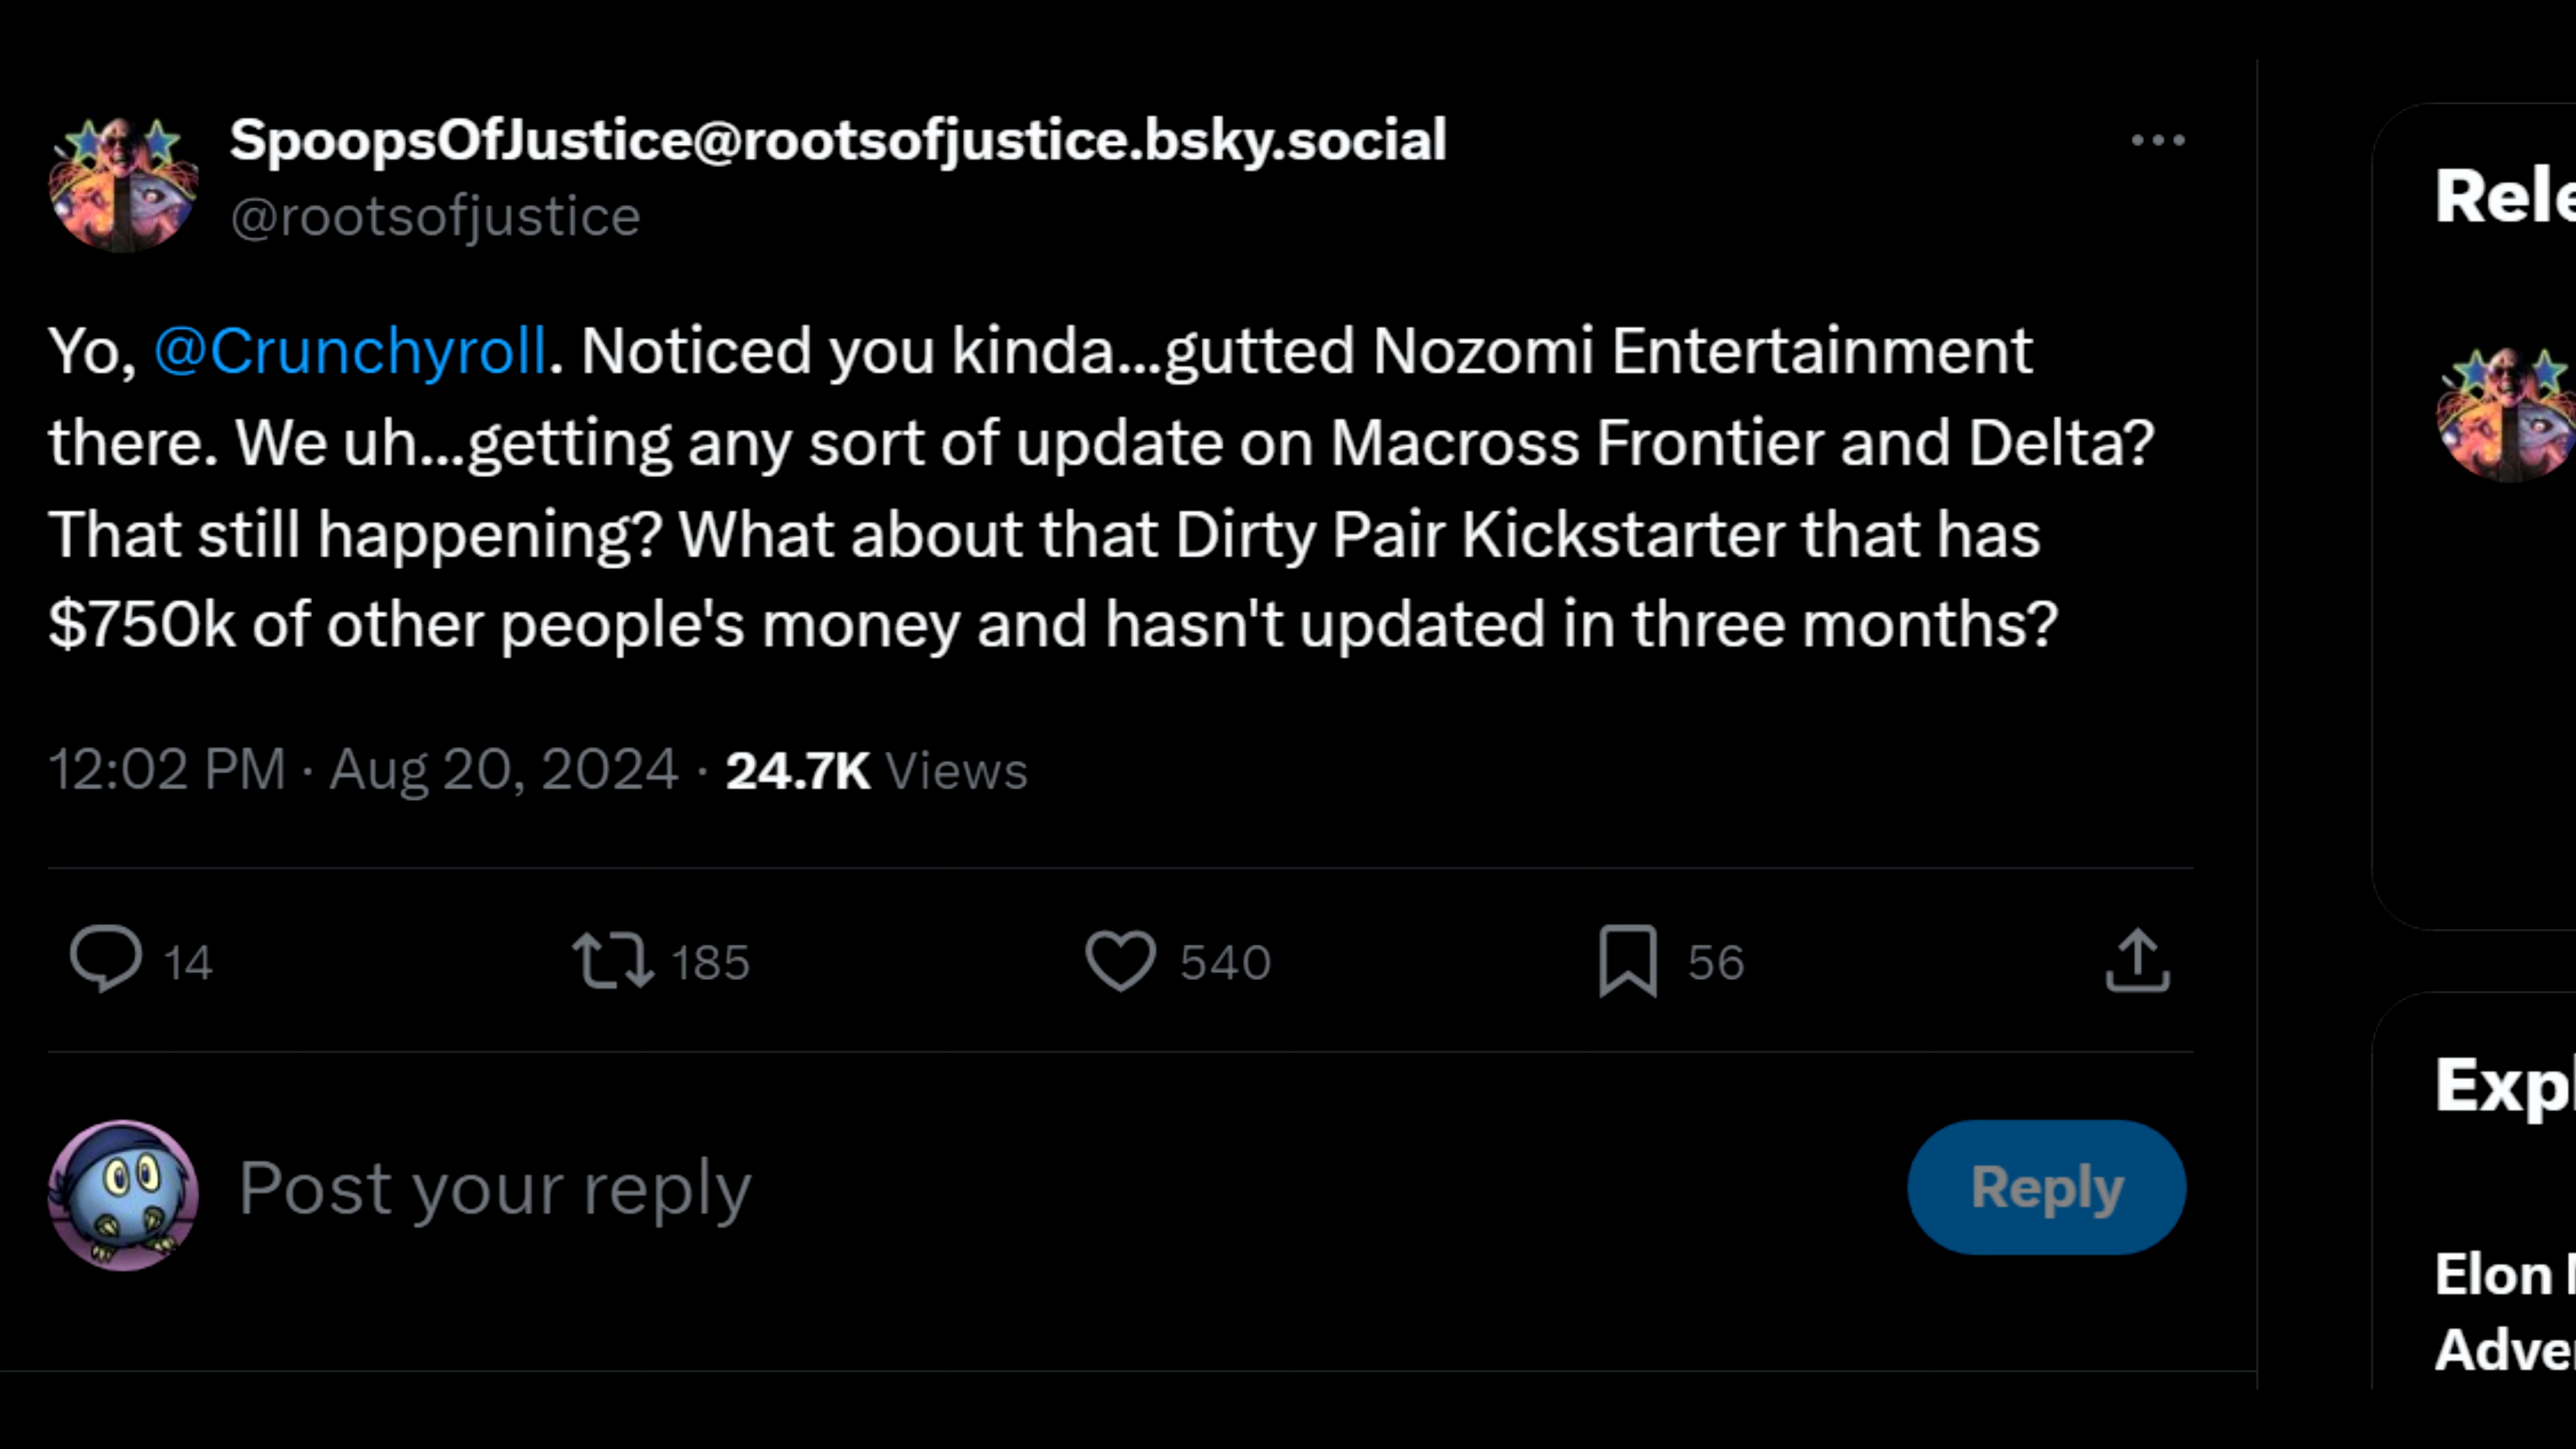 SpoopsOfJustice@rootsofjustice.bsky.social
@rootsofjustice
Yo, @Crunchyroll. Noticed you kinda...gutted Nozomi Entertainment
there. We uh...getting any sort of update on Macross Frontier and Delta?
That still happening? What about that Dirty Pair Kickstarter that has
$750k of other people's money and hasn't updated in three months?
12:02 PM · Aug 20, 2024 · 24.7K Views
14 185 540 56
Post your reply
Reply
Rele
Expl
Elon
Adve